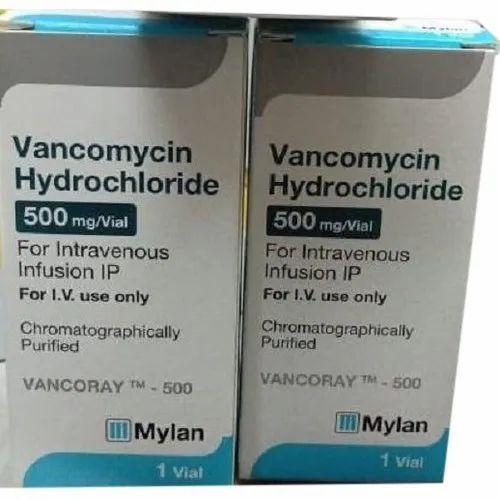 Vancomycin
Hydrochloride
500 mg/Vial
For Intravenous
Infusion IP
For I.V. use only
Chromatographically
Purified
VANCORAY ™ - 500
Mylan
1 Vial
Mylan
Vancomycin
Hydrochloride
500 mg/Vial
For Intravenous
Infusion IP
For I.V. use only
Chromatographically
Purified
VANCORAY ™ - 500
Mylan
1 Vial